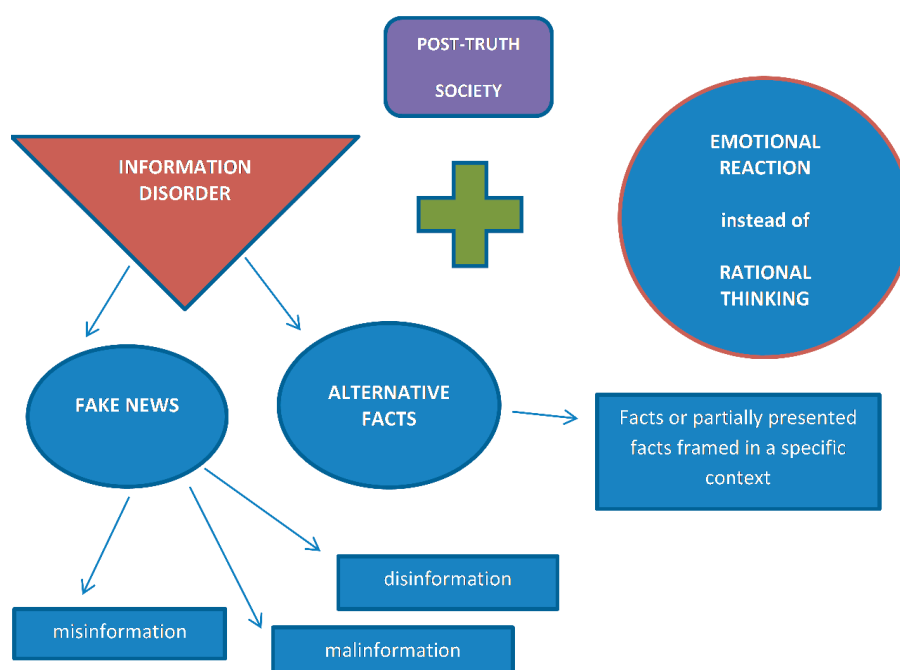 POST-TRUTH
SOCIETY
INFORMATION
DISORDER
EMOTIONAL
REACTION
instead of
RATIONAL
THINKING
FAKE NEWS
ALTERNATIVE
FACTS
Facts or partially presented
facts framed in a specific
context
disinformation
misinformation
malinformation